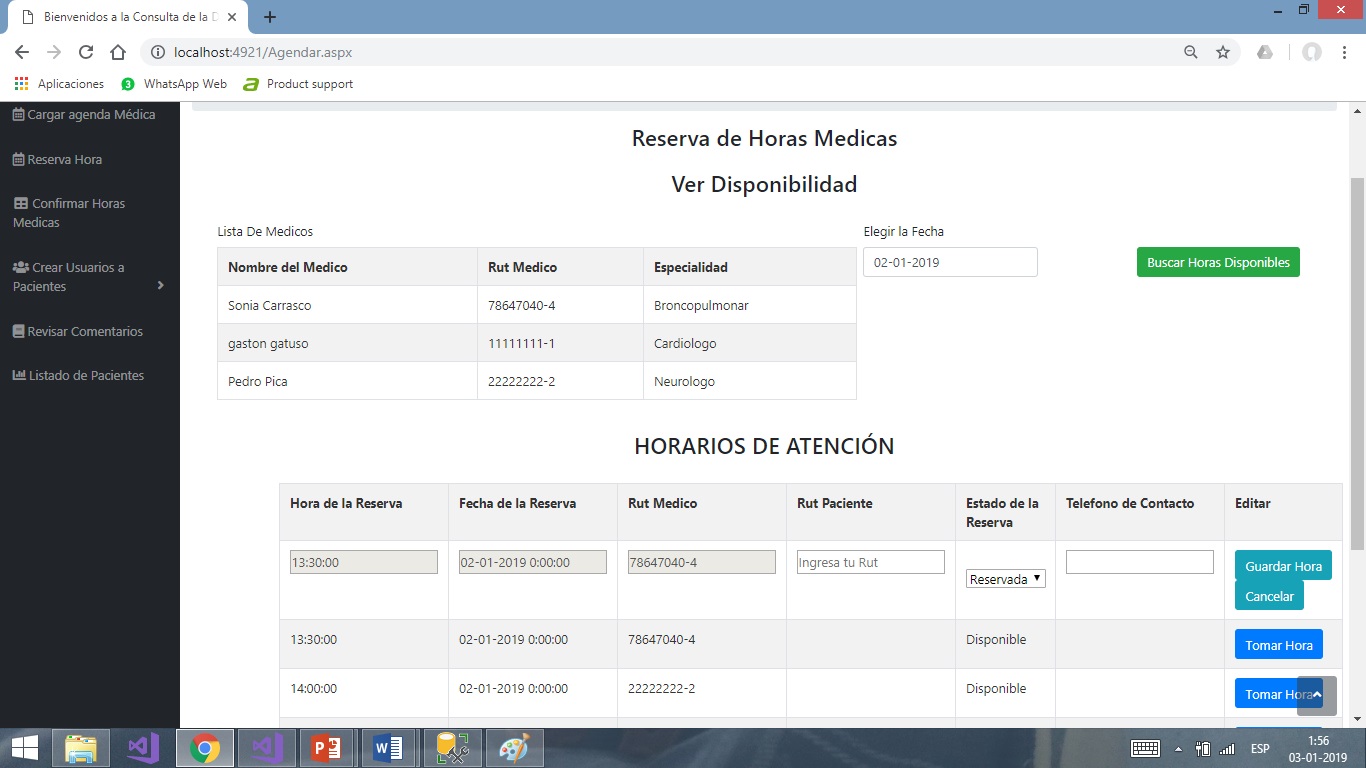 Bienvenidos a la Consulta de la D
localhost:4921/Agendar.aspx
Aplicaciones
3
WhatsApp Web
Product support
Cargar agenda Médica
Reserva Hora
Confirmar Horas
Medicas
Crear Usuarios a
Pacientes
Revisar Comentarios
Listado de Pacientes
Reserva de Horas Medicas
Ver Disponibilidad
Lista De Medicos
Elegir la Fecha
02-01-2019
Buscar Horas Disponibles
Nombre del Medico Rut Medico Especialidad
Sonia Carrasco 78647040-4 Broncopulmonar
gaston gatuso 11111111-1 Cardiologo
Pedro Pica 22222222-2 Neurologo
HORARIOS DE ATENCIÓN
Hora de la Reserva Fecha de la Reserva Rut Medico Rut Paciente Estado de la Telefono de Contacto Editar
Reserva
13:30:00 02-01-2019 0:00:00 78647040-4 Ingresa tu Rut Reservada Guardar Hora
Cancelar
13:30:00 02-01-2019 0:00:00 78647040-4 Disponible Tomar Hora
14:00:00 02-01-2019 0:00:00 22222222-2 Disponible Tomar Hora
ESP
1:56
03-01-2019